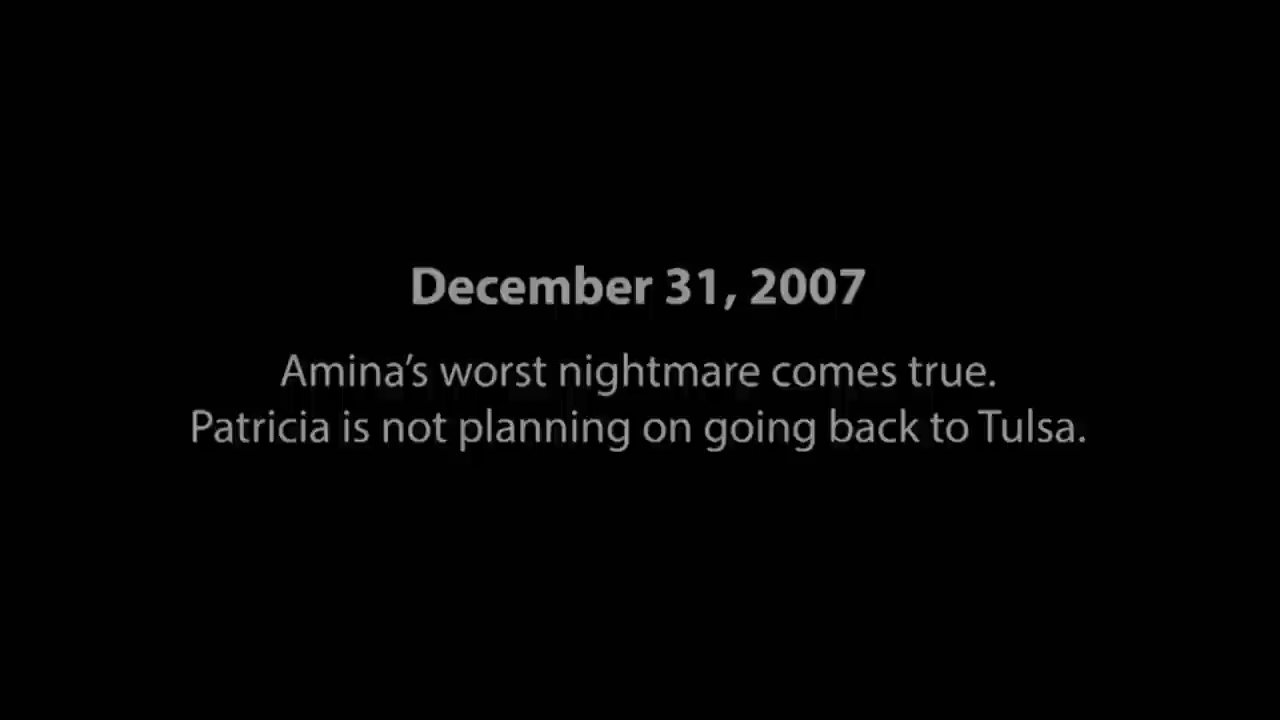 December 31, 2007
Amina’s worst nightmare comes true.
Patricia is not planning on going back to Tulsa.